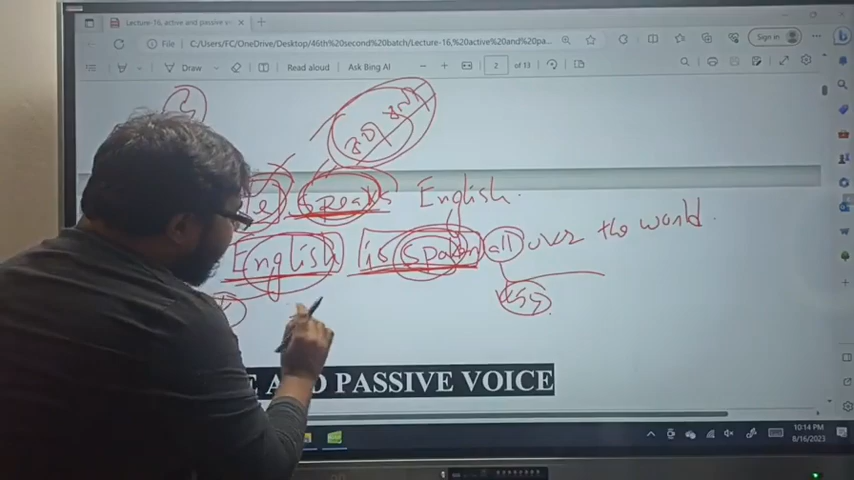 Lecture-16, active and passive v
Sign in
File
C:/Users/FC/OneDrive/Desktop/46th%20second%20batch/Lecture-16,%20active%20and%20pa...
Draw
Read aloud
Ask Bing AI
2
of 13
speaks English.
English is spoken all over the world.
AND PASSIVE VOICE
10:14 PM
8/16/2023